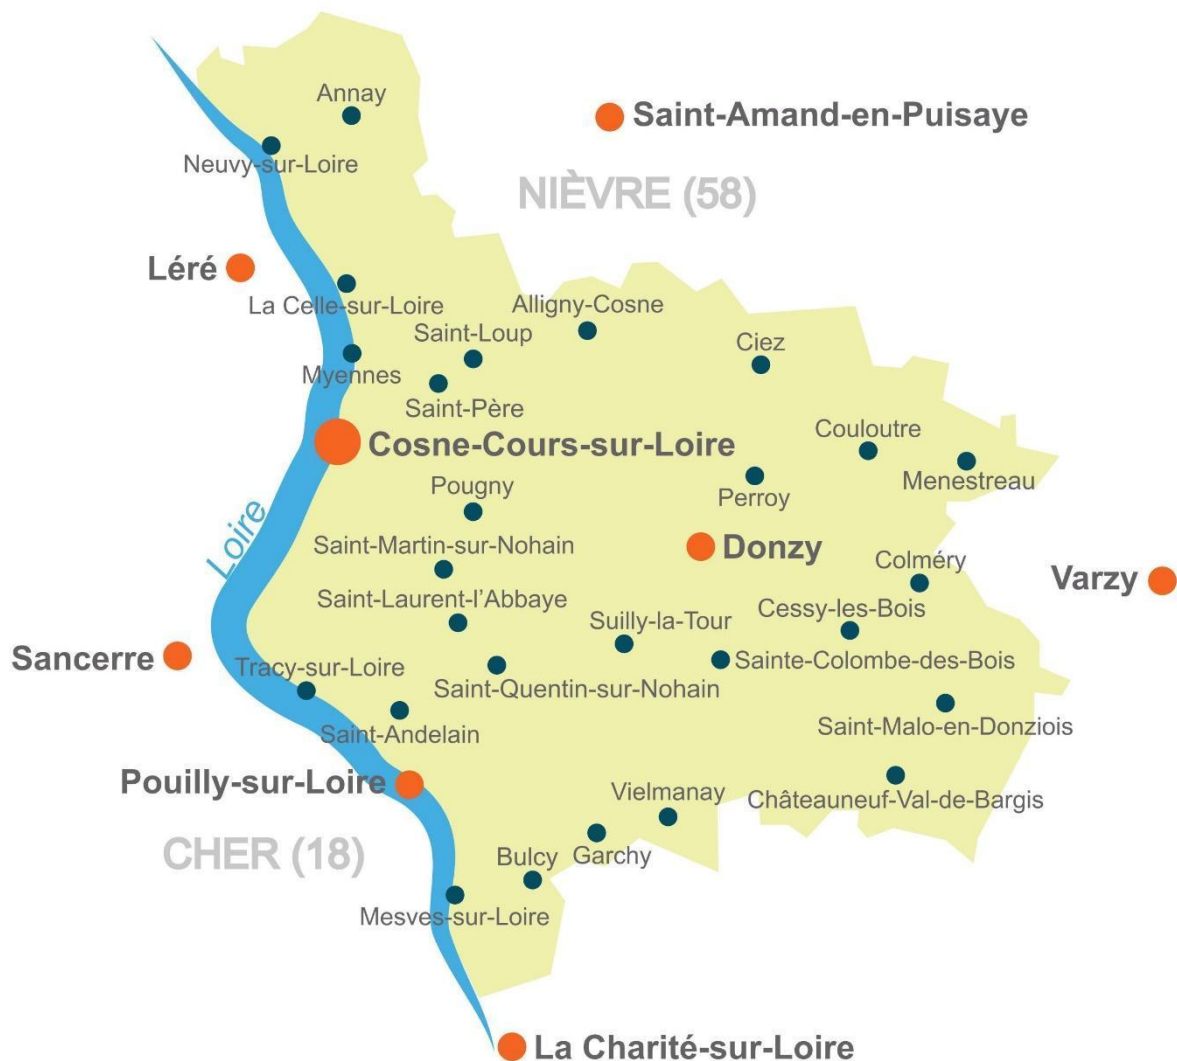 Annay
Saint-Amand-en-Puisaye
Neuvy-sur-Loire
NIÈVRE (58)
Léré
La Celle-sur-Loire
Alligny-Cosne
Saint-Loup
Ciez
Myennes
Saint-Père
Couloutre
Cosne-Cours-sur-Loire
Menestreau
Pougny
Perroy
Loire
Saint-Martin-sur-Nohain
Donzy
Colméry
Varzy
Saint-Laurent-l'Abbaye
Cessy-les-Bois
Suilly-la-Tour
Sancerre
Tracy-sur-Loire
Sainte-Colombe-des-Bois
Saint-Quentin-sur-Nohain
Saint-Andelain
Saint-Malo-en-Donziois
Pouilly-sur-Loire
Vielmanay
Châteauneuf-Val-de-Bargis
CHER (18)
Bulcy
Garchy
Mesves-sur-Loire
La Charité-sur-Loire